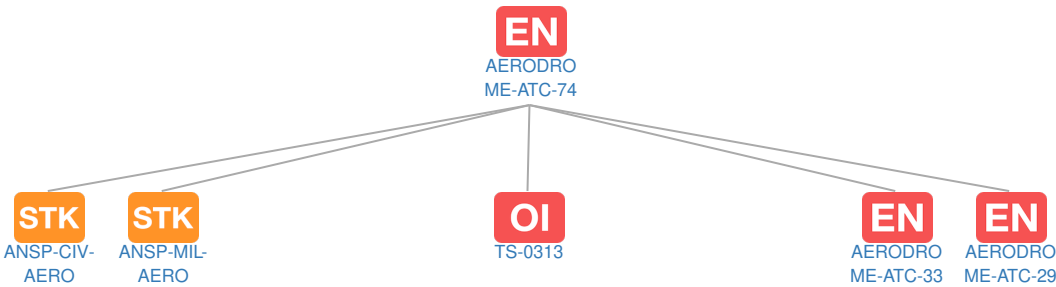 EN
AERODRO
ME-ATC-74
STK
ANSP-CIV-
AERO
STK
ANSP-MIL-
AERO
OI
TS-0313
EN
AERODRO
ME-ATC-33
EN
AERODRO
ME-ATC-29